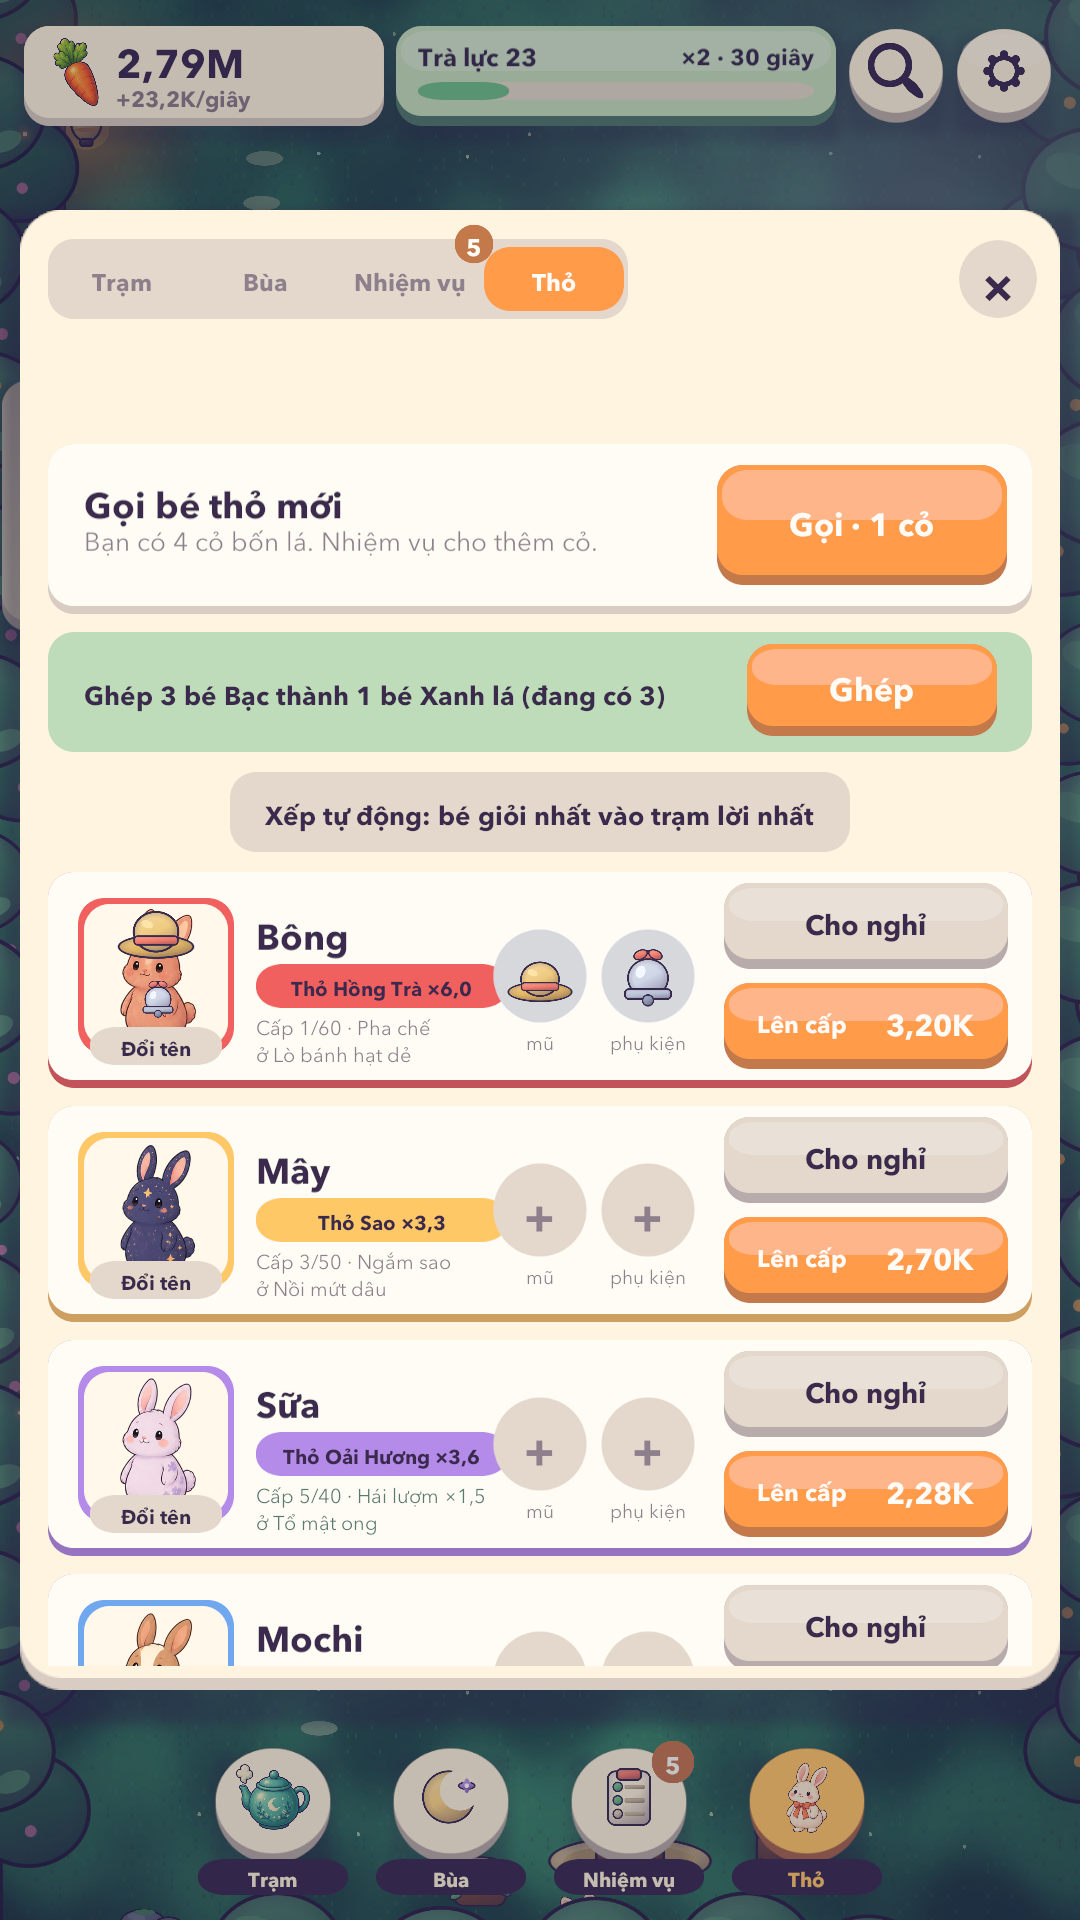 2,79M
+23,2K/giây
Trà lực 23
×2 · 30 giây
Trạm
Bùa
Nhiệm vụ
5
Thỏ
×
Gọi bé thỏ mới
Bạn có 4 cỏ bốn lá. Nhiệm vụ cho thêm cỏ.
Gọi · 1 cỏ
Ghép 3 bé Bạc thành 1 bé Xanh lá (đang có 3)
Ghép
Xếp tự động: bé giỏi nhất vào trạm lời nhất
Bông
Thỏ Hồng Trà ×6,0
Cấp 1/60 · Pha chế
ở Lò bánh hạt dẻ
Đổi tên
mũ
phụ kiện
Cho nghỉ
Lên cấp 3,20K
Mây
Thỏ Sao ×3,3
Cấp 3/50 · Ngắm sao
ở Nồi mứt dâu
Đổi tên
+
mũ
+
phụ kiện
Cho nghỉ
Lên cấp 2,70K
Sữa
Thỏ Oải Hương ×3,6
Cấp 5/40 · Hái lượm ×1,5
ở Tổ mật ong
Đổi tên
+
mũ
+
phụ kiện
Cho nghỉ
Lên cấp 2,28K
Mochi
Cho nghỉ
Trạm
Bùa
5
Nhiệm vụ
Thỏ